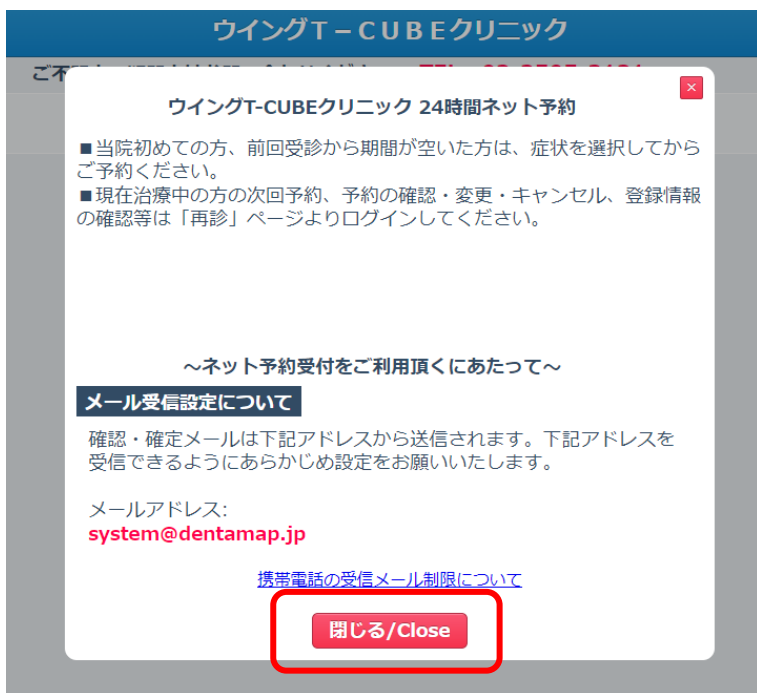 ウイングT－CUBEクリニック
ウイングT-CUBEクリニック 24時間ネット予約
■当院初めての方、前回受診から期間が空いた方は、症状を選択してから
ご予約ください。
■現在治療中の方の次回予約、予約の確認・変更・キャンセル、登録情報
の確認等は「再診」ページよりログインしてください。
～ネット予約受付をご利用頂くにあたって～
メール受信設定について
確認・確定メールは下記アドレスから送信されます。下記アドレスを
受信できるようにあらかじめ設定をお願いいたします。
メールアドレス:
system@dentamap.jp
携帯電話の受信メール制限について
閉じる/Close